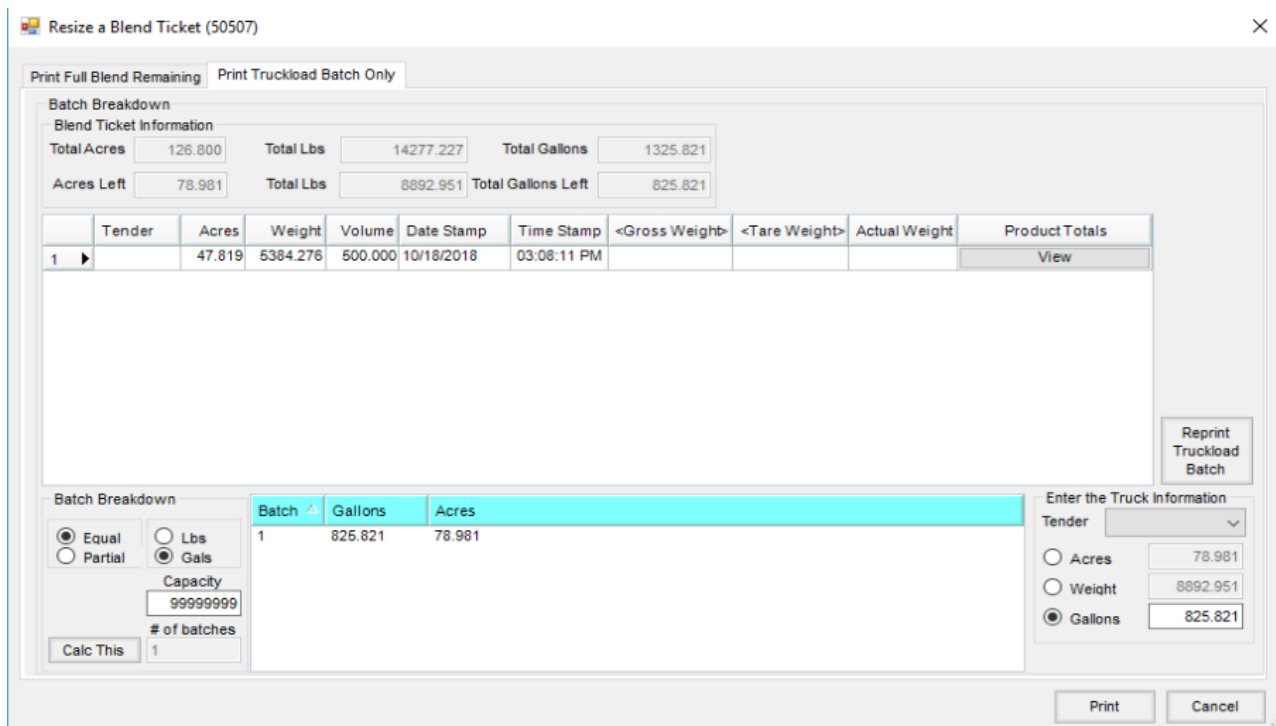 Resize a Blend Ticket (50507)
Print Full Blend Remaining Print Truckload Batch Only
Batch Breakdown
Blend Ticket Information
Total Acres 126.800 Total Lbs 14277.227 Total Gallons 1325.821
Acres Left 78.981 Total Lbs 8892.951 Total Gallons Left 825.821
Tender Acres Weight Volume Date Stamp Time Stamp <Gross Weight> <Tare Weight> Actual Weight Product Totals
1 47.819 5384.276 500.000 10/18/2018 03:08:11 PM View
Reprint
Truckload
Batch
Batch Breakdown
Equal Lbs
Partial Gals
Capacity
99999999
# of batches
Calc This 1
Batch Gallons Acres
1 825.821 78.981
Enter the Truck Information
Tender
Acres 78.981
Weight 8892.951
Gallons 825.821
Print Cancel